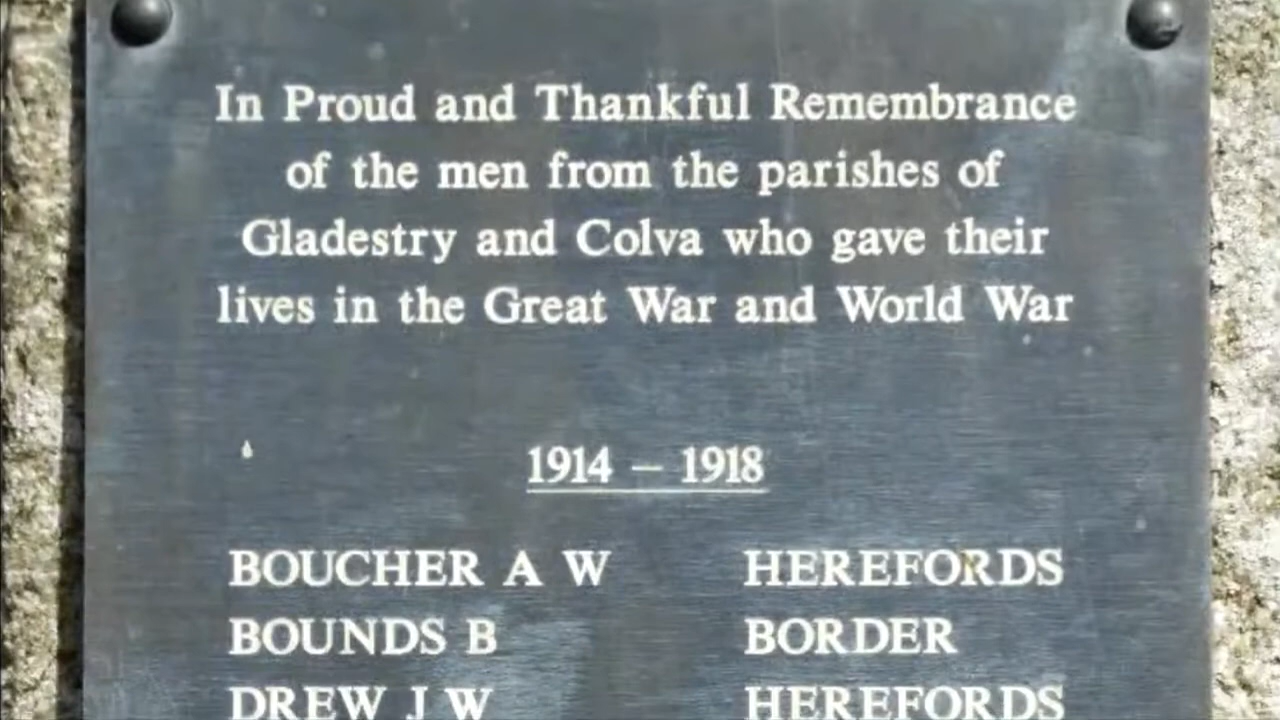 In Proud and Thankful Remembrance
of the men from the parishes of
Gladestry and Colva who gave their
lives in the Great War and World War
1914 – 1918
BOUCHER A W HEREFORDS
BOUNDS B BORDER
DREW J W HEREFORDS